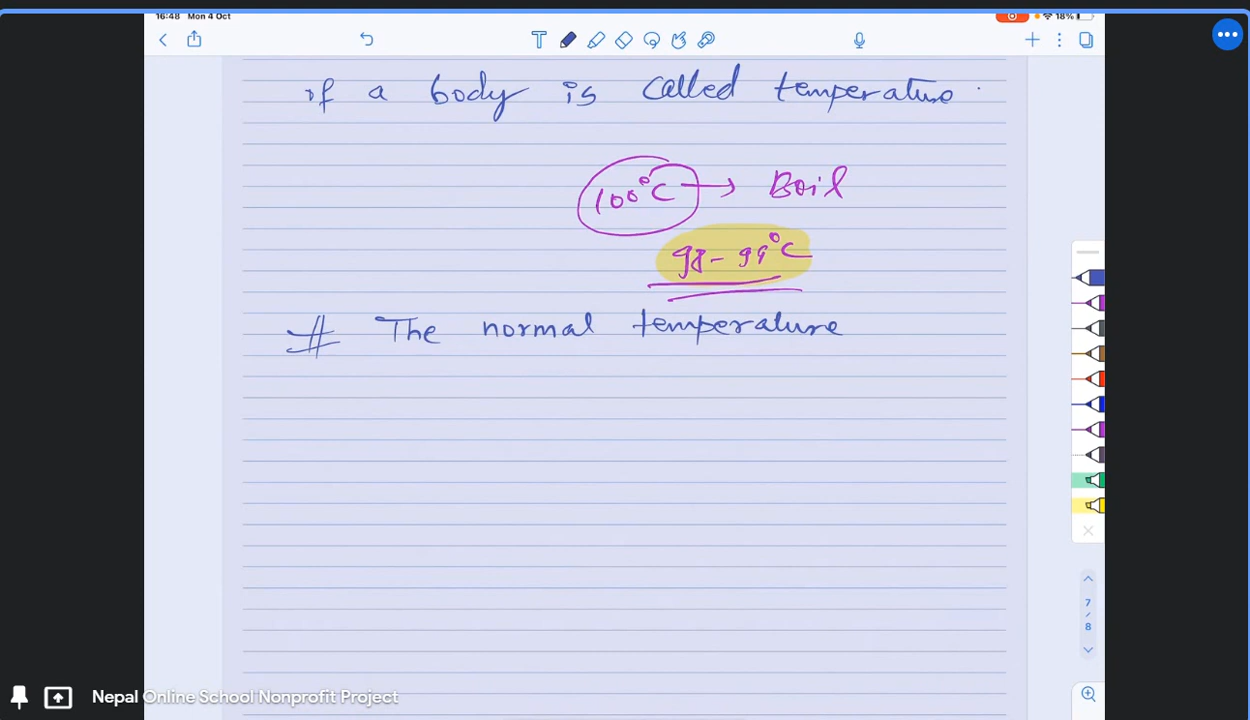 16:48 Mon 4 Oct
18%
of a body is called temperature.
100°C → Boil
98-99°C
# The normal temperature
7
/
8
Nepal Online School Nonprofit Project